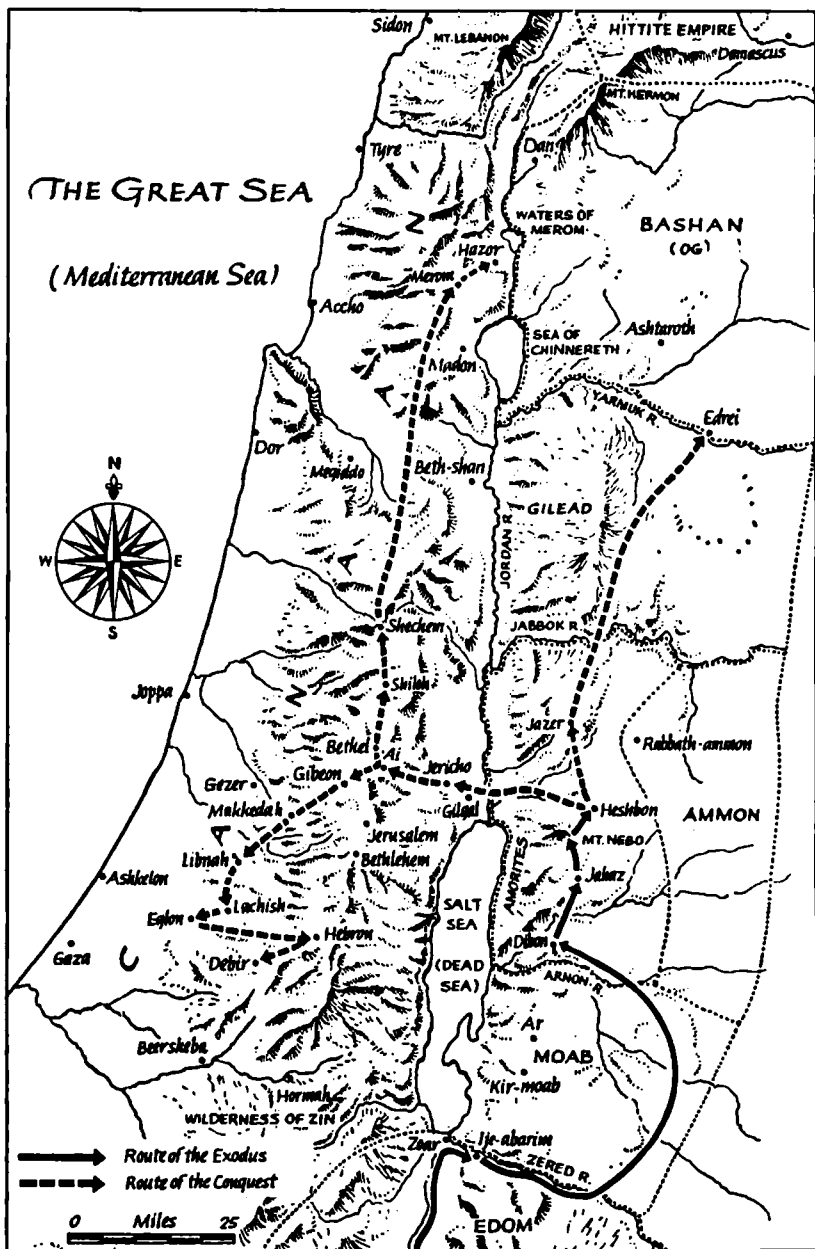 Sidon
MT. LEBANON
HITTITE EMPIRE
Damascus
MT. HERMON
Tyre
Dan
THE GREAT SEA
(Mediterranean Sea)
WATERS OF
MEROM
BASHAN
(OG)
Hazor
Merom
Accho
SEA OF
CHINNERETH
Ashtaroth
Madon
YARMUK R.
Edrei
Dor
Megiddo
Beth-shan
GILEAD
JORDAN R.
N
W
E
S
CANAAN
Shechem
JABBOK R.
Shiloh
Joppa
Jazer
Rabbath-ammon
Bethel
Ai
Gibeon
Jericho
Gezer
Makkedah
Gilgal
Heshbon
AMMON
Jerusalem
MT. NEBO
Libnah
Bethlehem
AMORITES
Ashkelon
Jahaz
Lachish
SALT
SEA
Eglon
Hebron
Dibon
Gaza
Debir
(DEAD
SEA)
ARNON R.
Ar
MOAB
Beersheba
Kir-moab
Hormah
WILDERNESS OF ZIN
Zoar
Ije-abarim
ZERED R.
EDOM
Route of the Exodus
Route of the Conquest
0 Miles 25